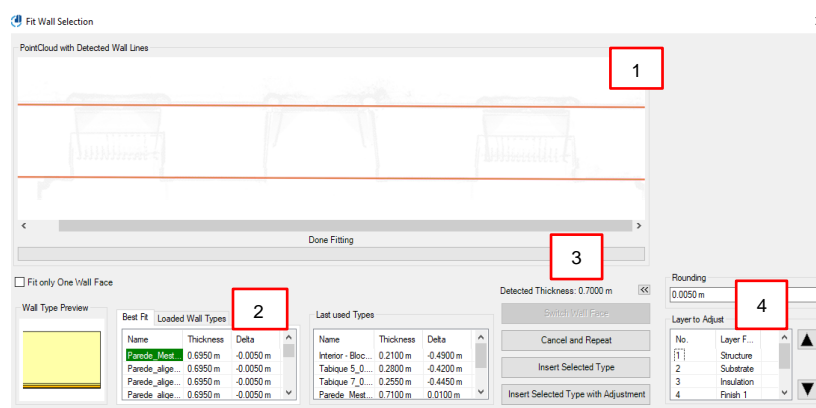 Fit Wall Selection
PointCloud with Detected Wall Lines
1
Done Fitting
3
Fit only One Wall Face
Detected Thickness: 0.7000 m
<<
Rounding
0.0050 m
4
Wall Type Preview
Best Fit
Loaded Wall Types
2
Name Thickness Delta
Parede_Mest... 0.6950 m -0.0050 m
Parede_alige... 0.6950 m -0.0050 m
Parede_alige... 0.6950 m -0.0050 m
Parede_alige... 0.6950 m -0.0050 m
Last used Types
Name Thickness Delta
Interior - Bloc... 0.2100 m -0.4900 m
Tabique 5_0.... 0.2800 m -0.4200 m
Tabique 7_0.... 0.2550 m -0.4450 m
Parede_Mest... 0.7100 m 0.0100 m
Switch Wall Face
Cancel and Repeat
Insert Selected Type
Insert Selected Type with Adjustment
Layer to Adjust
No. Layer F...
1 Structure
2 Substrate
3 Insulation
4 Finish 1